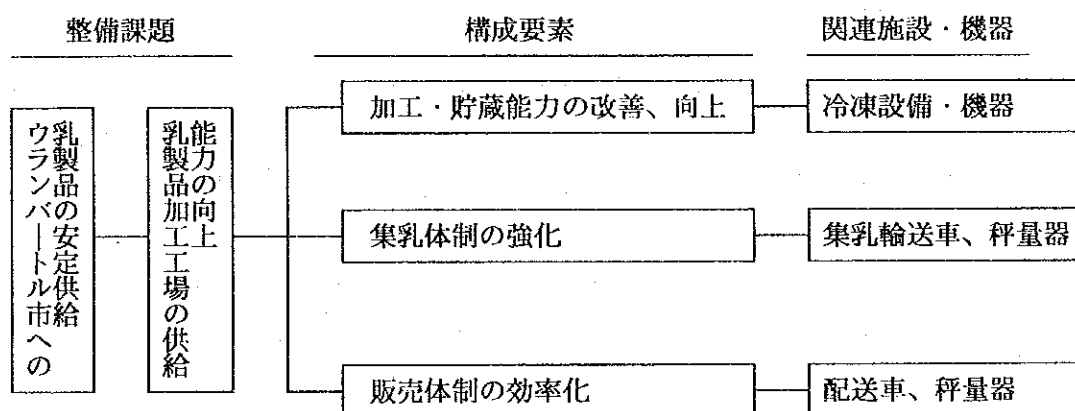 整備課題
構成要素
関連施設・機器
ウランバートル市への
乳製品の安定供給
乳製品加工工場の供給
能力の向上
加工・貯蔵能力の改善、向上
冷凍設備・機器
集乳体制の強化
集乳輸送車、秤量器
販売体制の効率化
配送車、秤量器